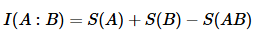 I(A : B) = S(A) + S(B) − S(AB)